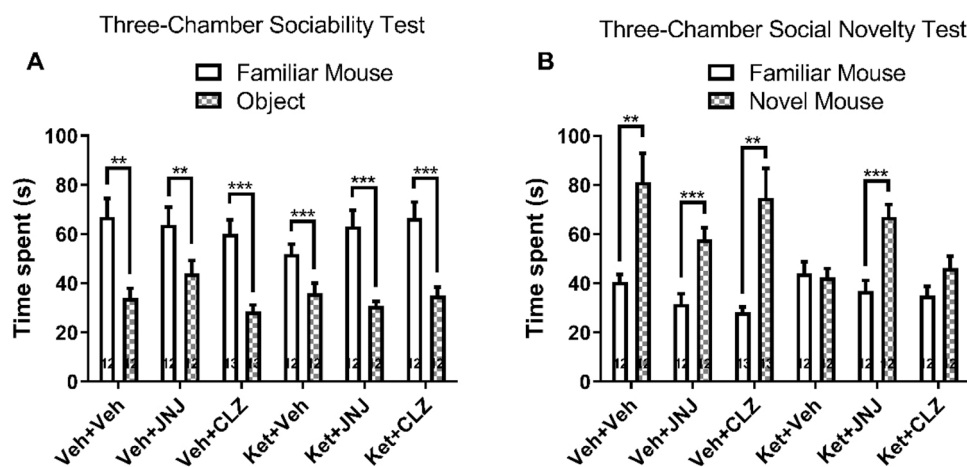 Three-Chamber Sociability Test
A
Familiar Mouse
Object
Time spent (s)
100
80
60
40
20
0
** ** *** *** *** ***
12 12 12 12 13 13 12 12 12 12 12 12
Veh+Veh
Veh+JNJ
Veh+CLZ
Ket+Veh
Ket+JNJ
Ket+CLZ
Three-Chamber Social Novelty Test
B
Familiar Mouse
Novel Mouse
Time spent (s)
100
80
60
40
20
0
** *** ** ***
12 12 12 12 13 13 12 12 12 12 12 12
Veh+Veh
Veh+JNJ
Veh+CLZ
Ket+Veh
Ket+JNJ
Ket+CLZ